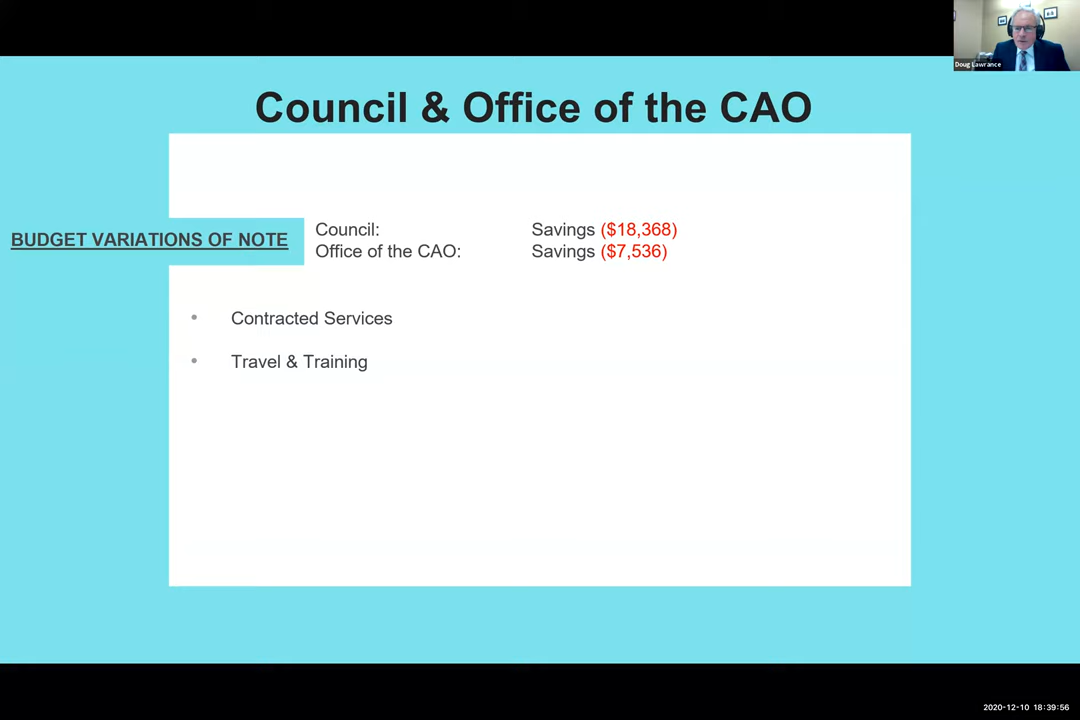 Doug Lawrance
Council & Office of the CAO
BUDGET VARIATIONS OF NOTE
Council: Savings ($18,368)
Office of the CAO: Savings ($7,536)
• Contracted Services
• Travel & Training
2020-12-10 18:39:56